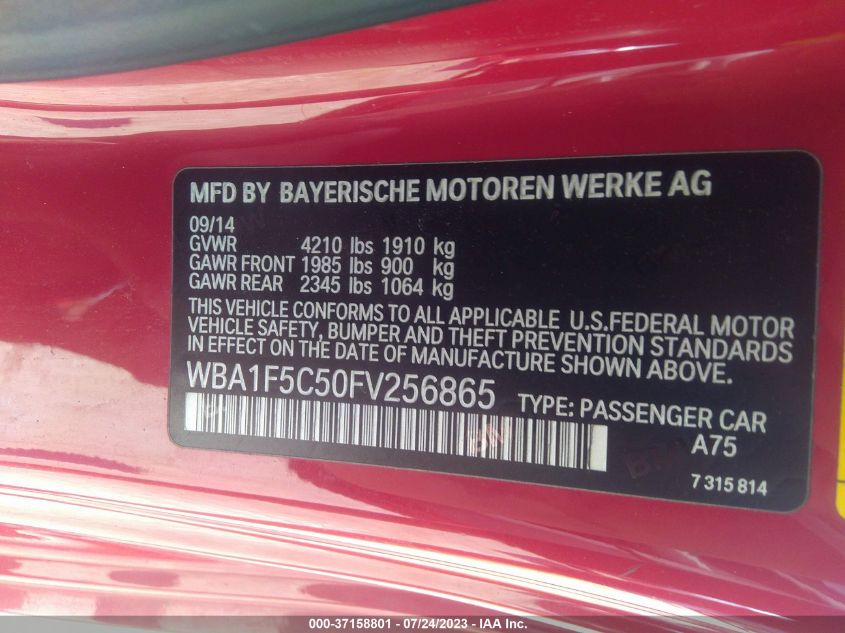 MFD BY BAYERISCHE MOTOREN WERKE AG
09/14
GVWR 4210 lbs 1910 kg
GAWR FRONT 1985 lbs 900 kg
GAWR REAR 2345 lbs 1064 kg
THIS VEHICLE CONFORMS TO ALL APPLICABLE U.S.FEDERAL MOTOR
VEHICLE SAFETY, BUMPER AND THEFT PREVENTION STANDARDS
IN EFFECT ON THE DATE OF MANUFACTURE SHOWN ABOVE.
WBA1F5C50FV256865 TYPE: PASSENGER CAR
A75
7 315 814
000-37158801 - 07/24/2023 - IAA Inc.